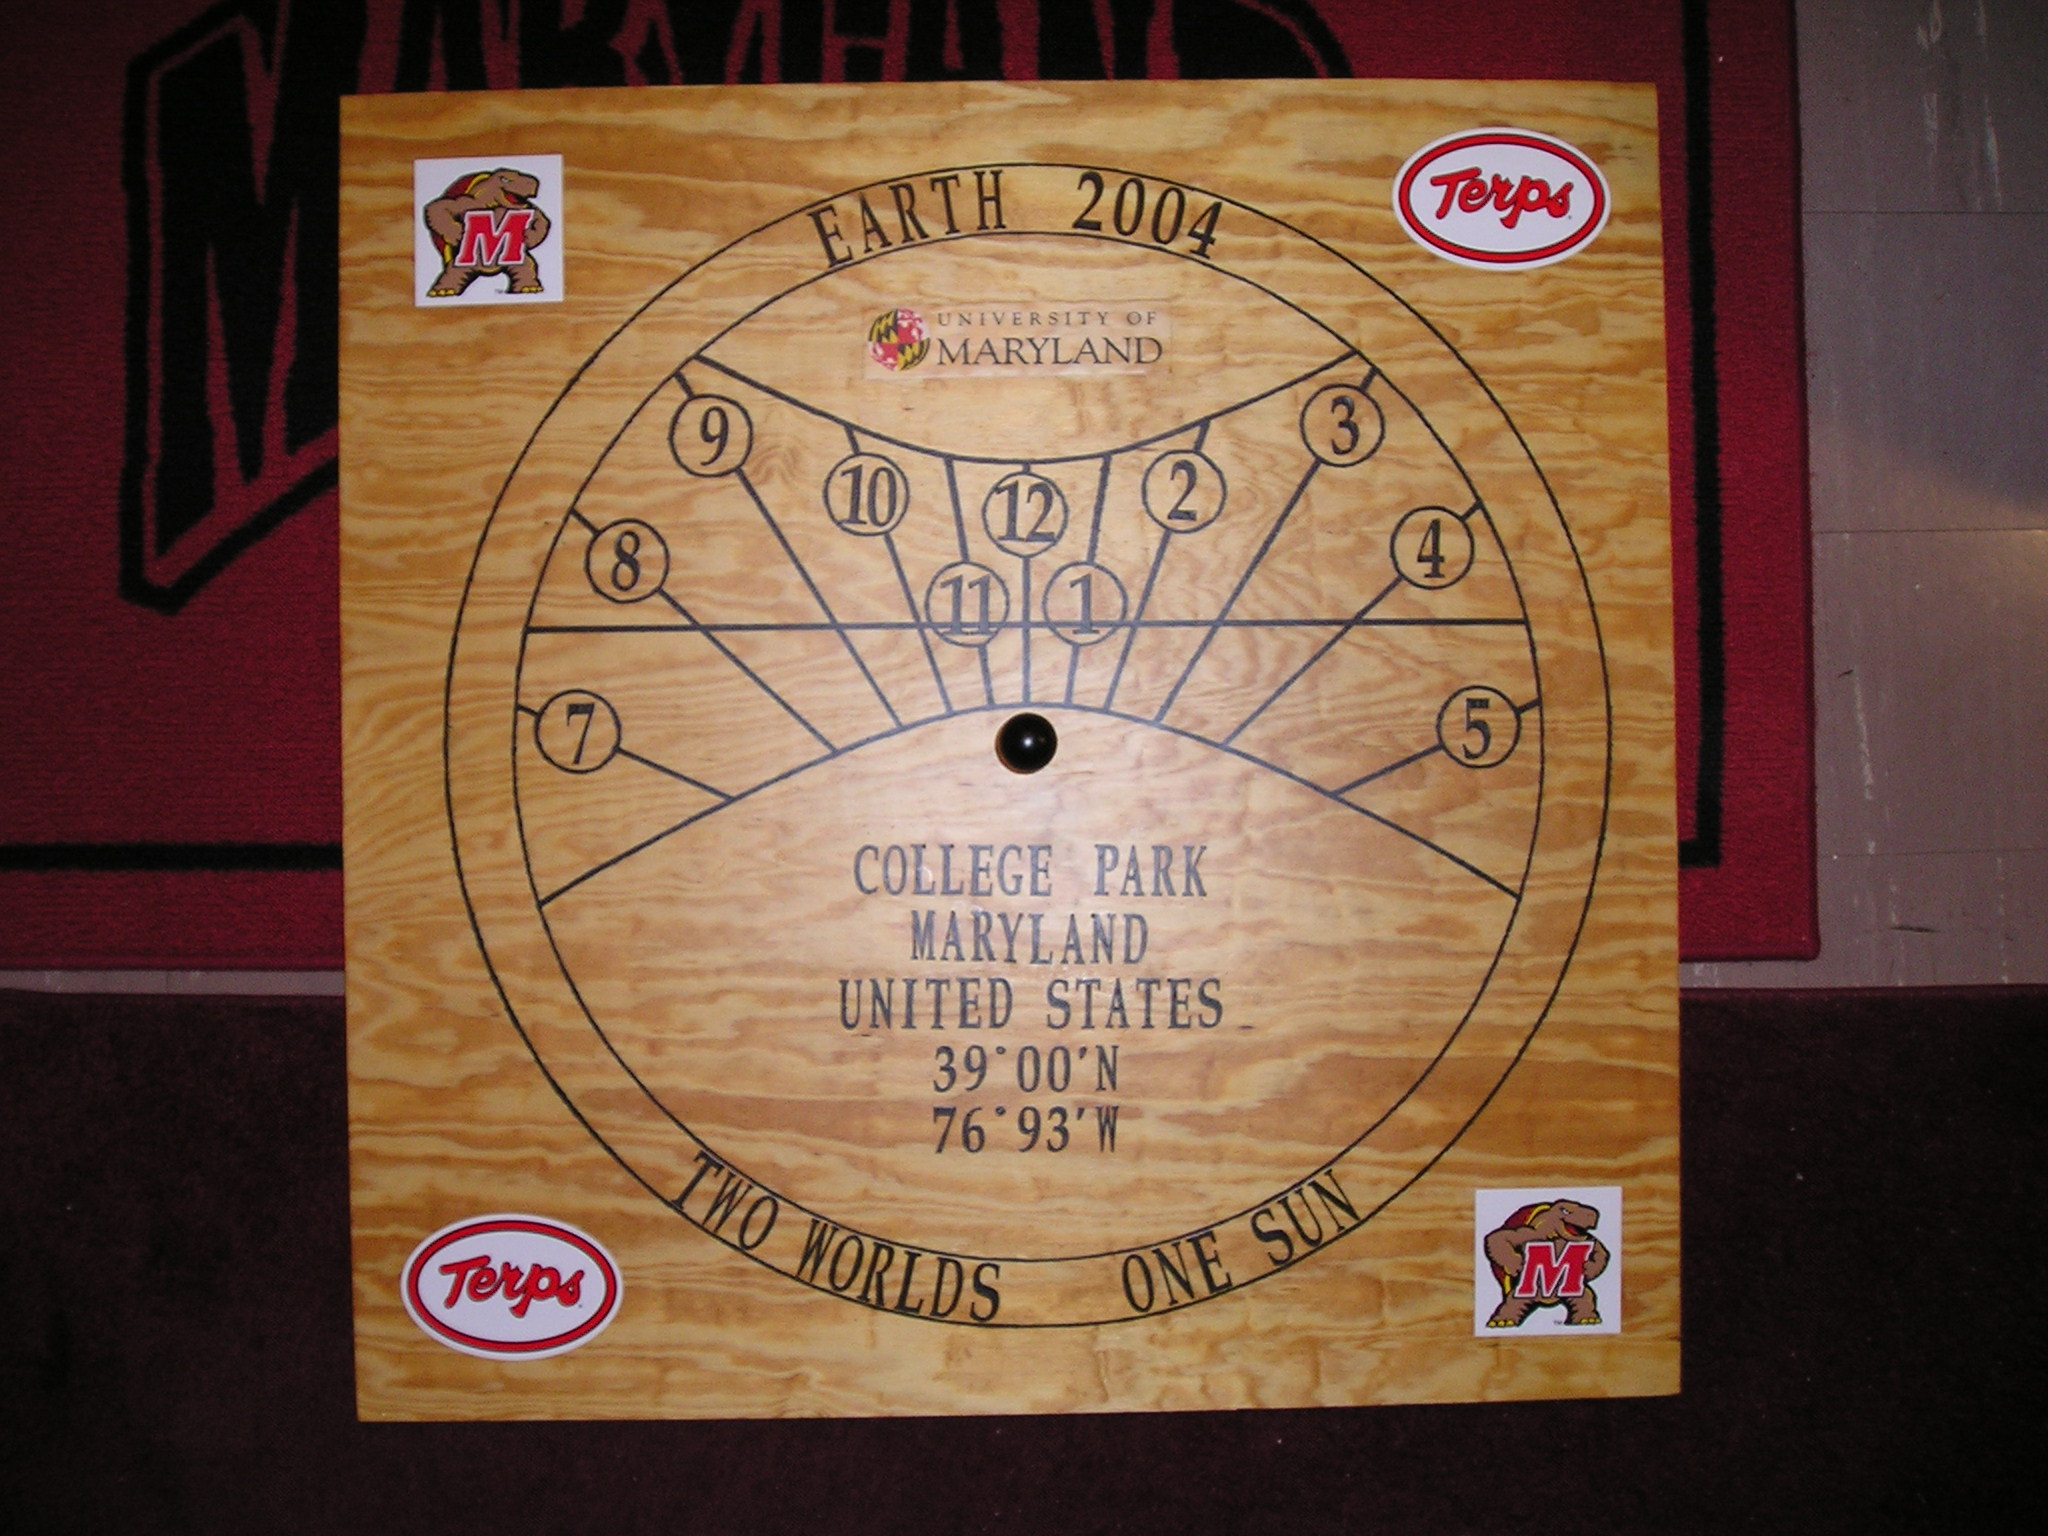 MARYLAND
EARTH 2004
M
Terps
UNIVERSITY OF
MARYLAND
9
3
10
2
12
8
4
11
1
7
5
COLLEGE PARK
MARYLAND
UNITED STATES
39°00'N
76°93'W
TWO WORLDS ONE SUN
Terps
M